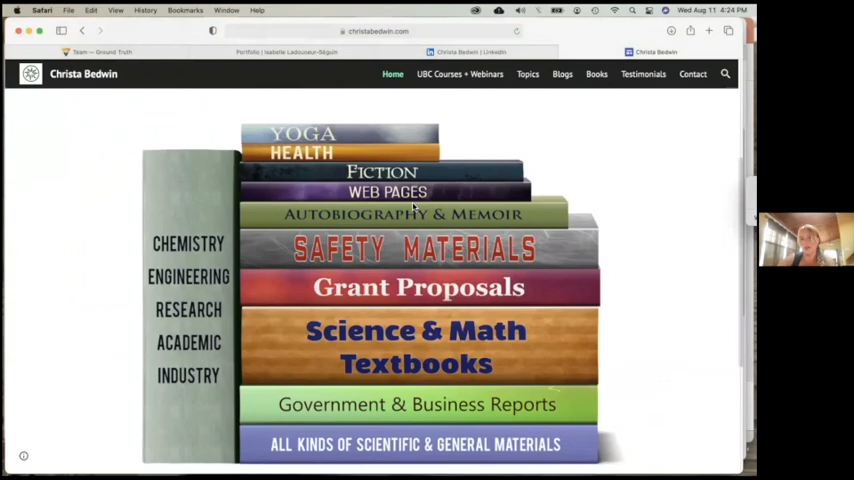 Safari File Edit View History Bookmarks Window Help
Wed Aug 11 4:24 PM
christabedwin.com
Team — Ground Truth
Portfolio | Isabelle Ladouceur-Séguin
Christa Bedwin | LinkedIn
Christa Bedwin
Christa Bedwin
Home UBC Courses + Webinars Topics Blogs Books Testimonials Contact
YOGA
HEALTH
FICTION
WEB PAGES
AUTOBIOGRAPHY & MEMOIR
SAFETY MATERIALS
Grant Proposals
Science & Math
Textbooks
Government & Business Reports
ALL KINDS OF SCIENTIFIC & GENERAL MATERIALS
CHEMISTRY
ENGINEERING
RESEARCH
ACADEMIC
INDUSTRY